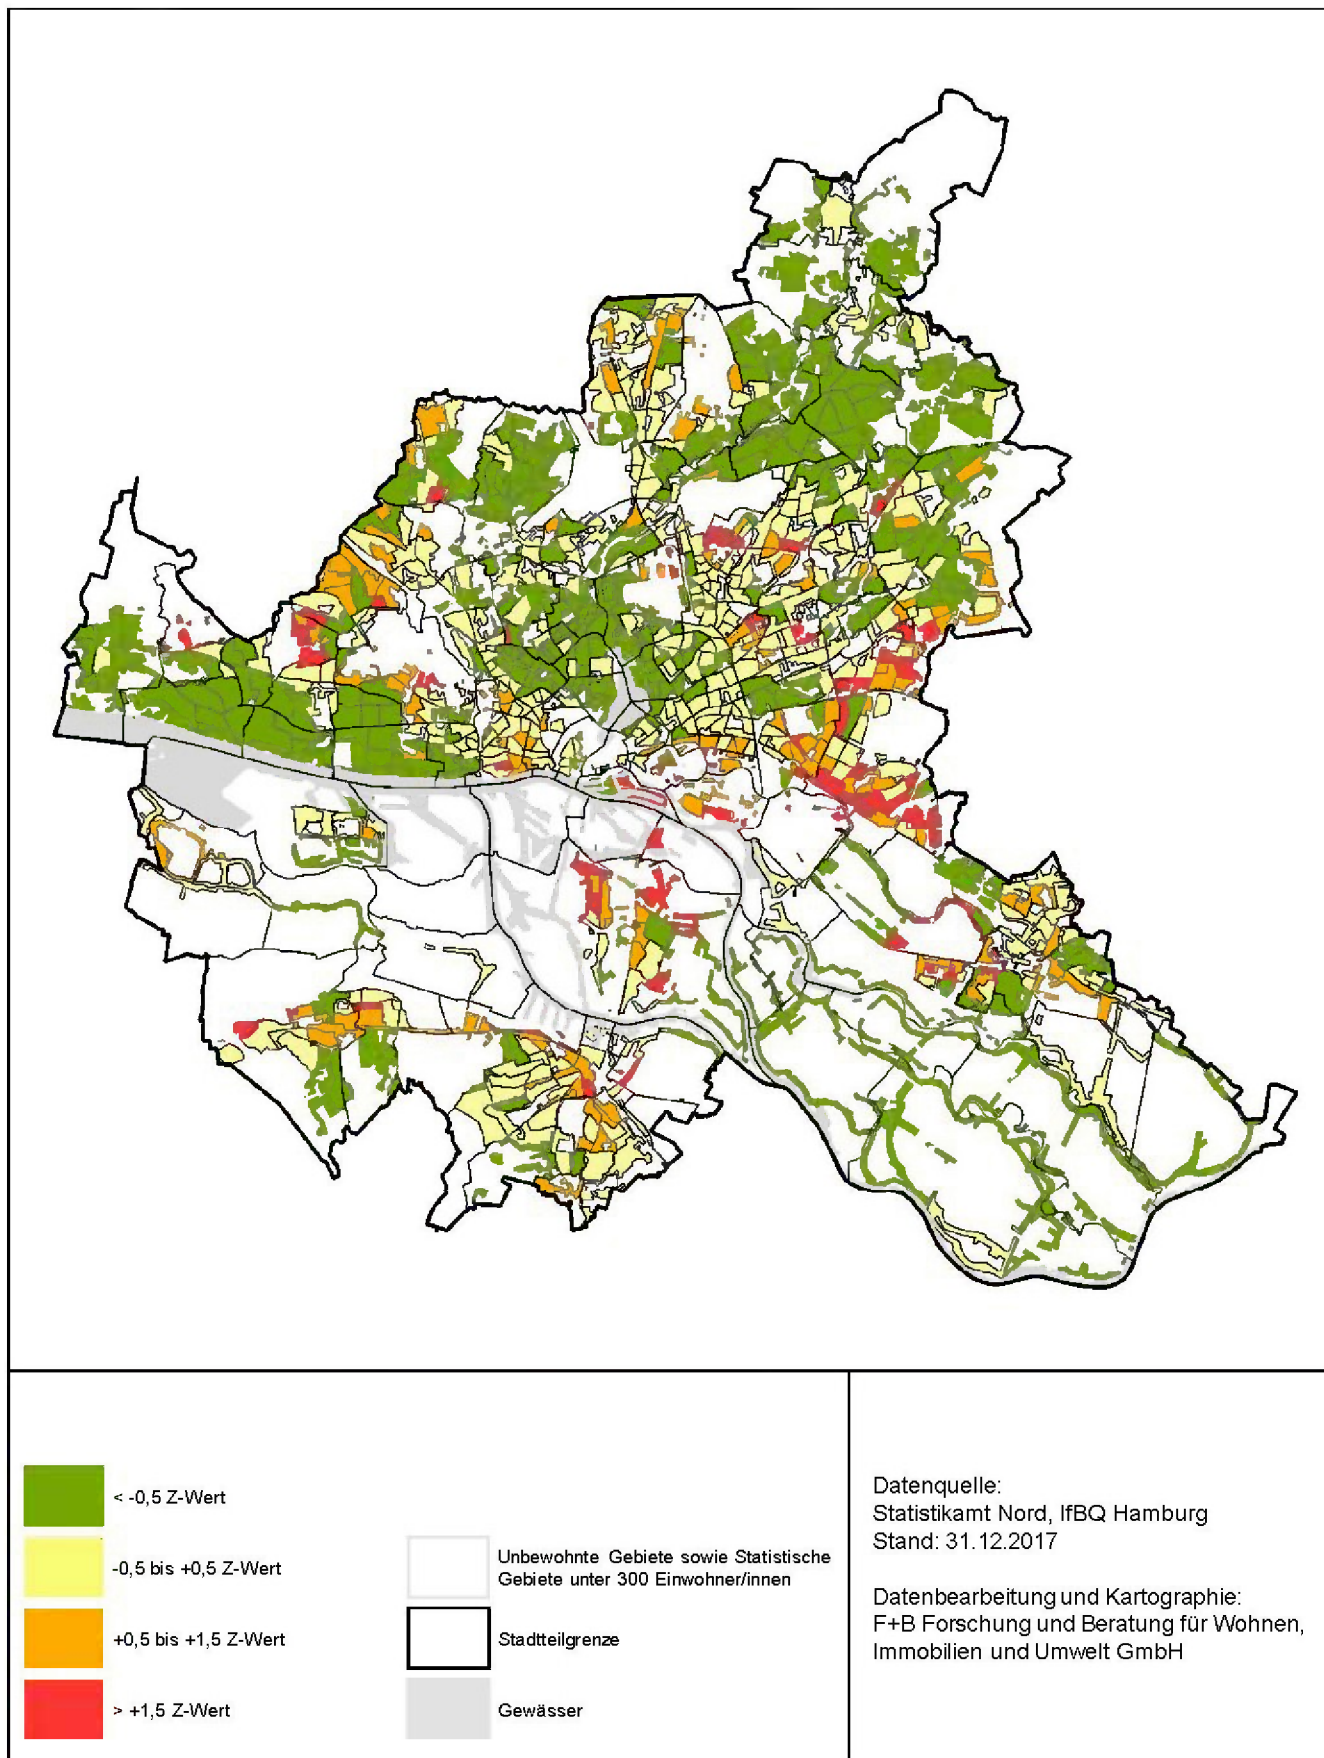 < -0,5 Z-Wert
-0,5 bis +0,5 Z-Wert
+0,5 bis +1,5 Z-Wert
> +1,5 Z-Wert
Unbewohnte Gebiete sowie Statistische
Gebiete unter 300 Einwohner/innen
Stadtteilgrenze
Gewässer
Datenquelle:
Statistikamt Nord, IfBQ Hamburg
Stand: 31.12.2017
Datenbearbeitung und Kartographie:
F+B Forschung und Beratung für Wohnen,
Immobilien und Umwelt GmbH